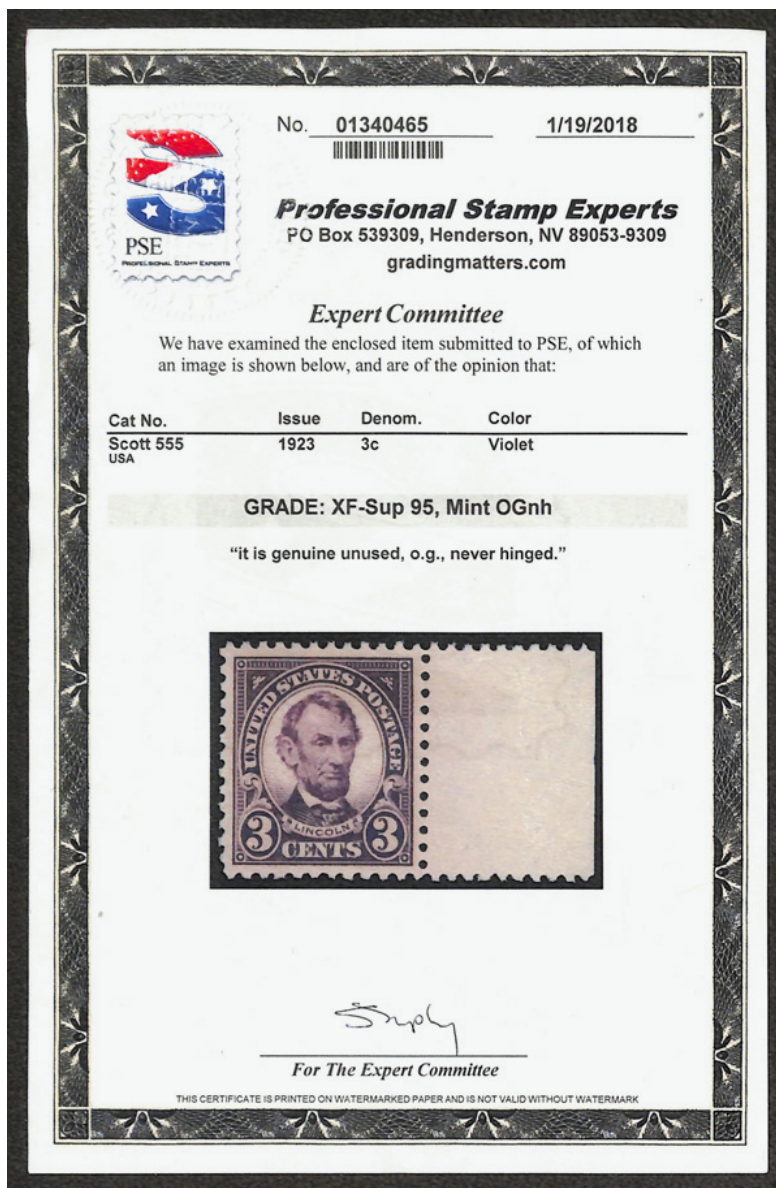 No. 01340465 1/19/2018
PSE
PROFESSIONAL STAMP EXPERTS
Professional Stamp Experts
PO Box 539309, Henderson, NV 89053-9309
gradingmatters.com
Expert Committee
We have examined the enclosed item submitted to PSE, of which
an image is shown below, and are of the opinion that:
Cat No. Issue Denom. Color
Scott 555 1923 3c Violet
USA
GRADE: XF-Sup 95, Mint OGnh
“it is genuine unused, o.g., never hinged.”
UNITED STATES POSTAGE
LINCOLN
3 CENTS 3
For The Expert Committee
THIS CERTIFICATE IS PRINTED ON WATERMARKED PAPER AND IS NOT VALID WITHOUT WATERMARK